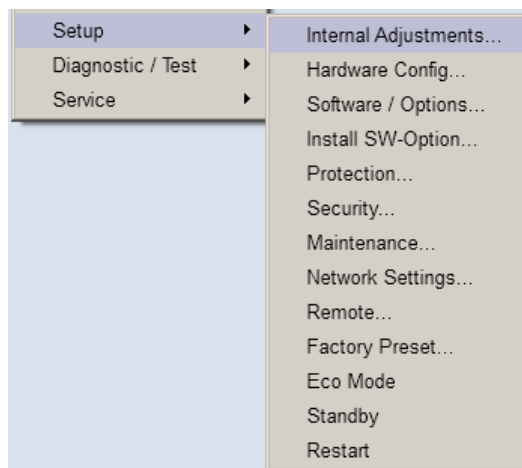 Setup
Diagnostic / Test
Service
Internal Adjustments...
Hardware Config...
Software / Options...
Install SW-Option...
Protection...
Security...
Maintenance...
Network Settings...
Remote...
Factory Preset...
Eco Mode
Standby
Restart